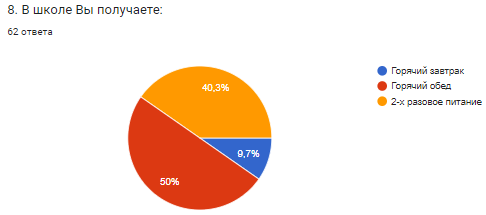 8. В школе Вы получаете:
62 ответа
Горячий завтрак
Горячий обед
2-х разовое питание
40,3%
9,7%
50%